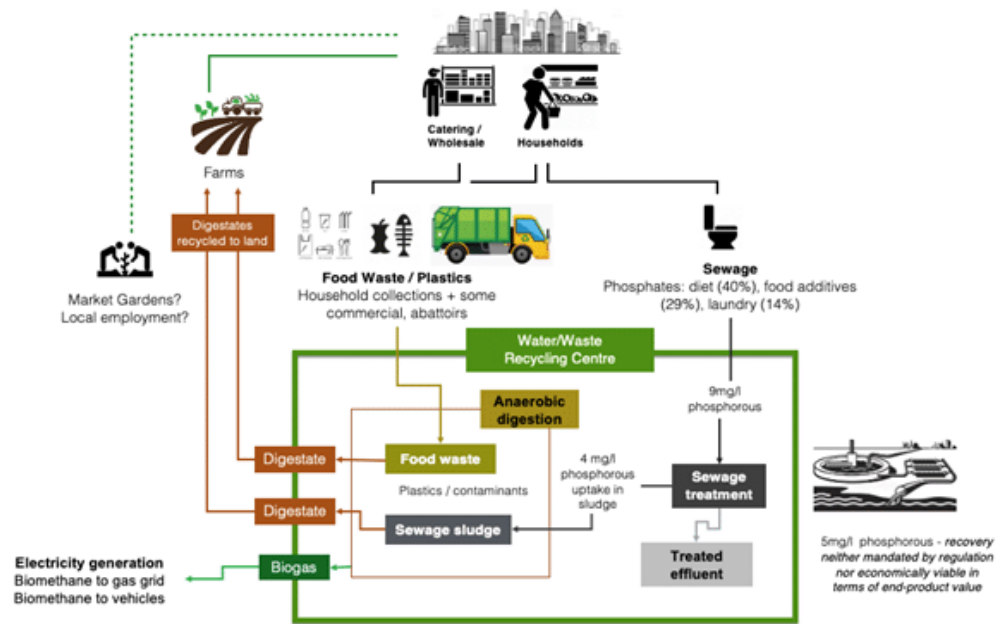 Catering /
Wholesale
Households
Farms
Digestates
recycled to land
Market Gardens?
Local employment?
Food Waste / Plastics
Household collections + some
commercial, abattoirs
Sewage
Phosphates: diet (40%), food additives
(29%), laundry (14%)
Water/Waste
Recycling Centre
9mg/l
phosphorous
Anaerobic
digestion
Digestate
Food waste
Plastics / contaminants
4 mg/l
phosphorous
uptake in
sludge
Sewage
treatment
Digestate
Sewage sludge
Treated
effluent
Biogas
Electricity generation
Biomethane to gas grid
Biomethane to vehicles
5mg/l phosphorous - recovery
neither mandated by regulation
nor economically viable in
terms of end-product value